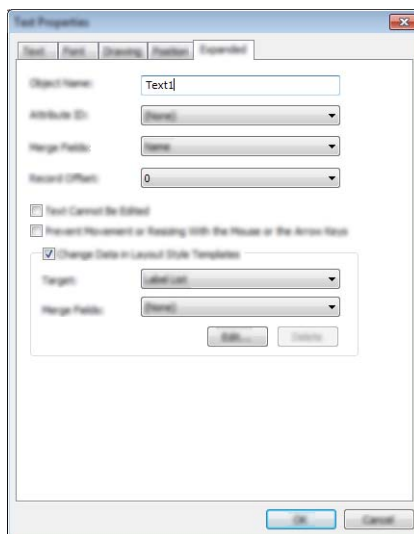 Text Properties
Text Font Drawing Position Expanded
Object Name: Text1
Attribute ID: (None)
Merge Fields: Name
Record Offset: 0
Text Cannot Be Edited
Prevent Movement or Resizing With the Mouse or the Arrow Keys
Change Data in Layout Style Templates
Target: Label List
Merge Fields: (None)
Edit... Delete
OK Cancel